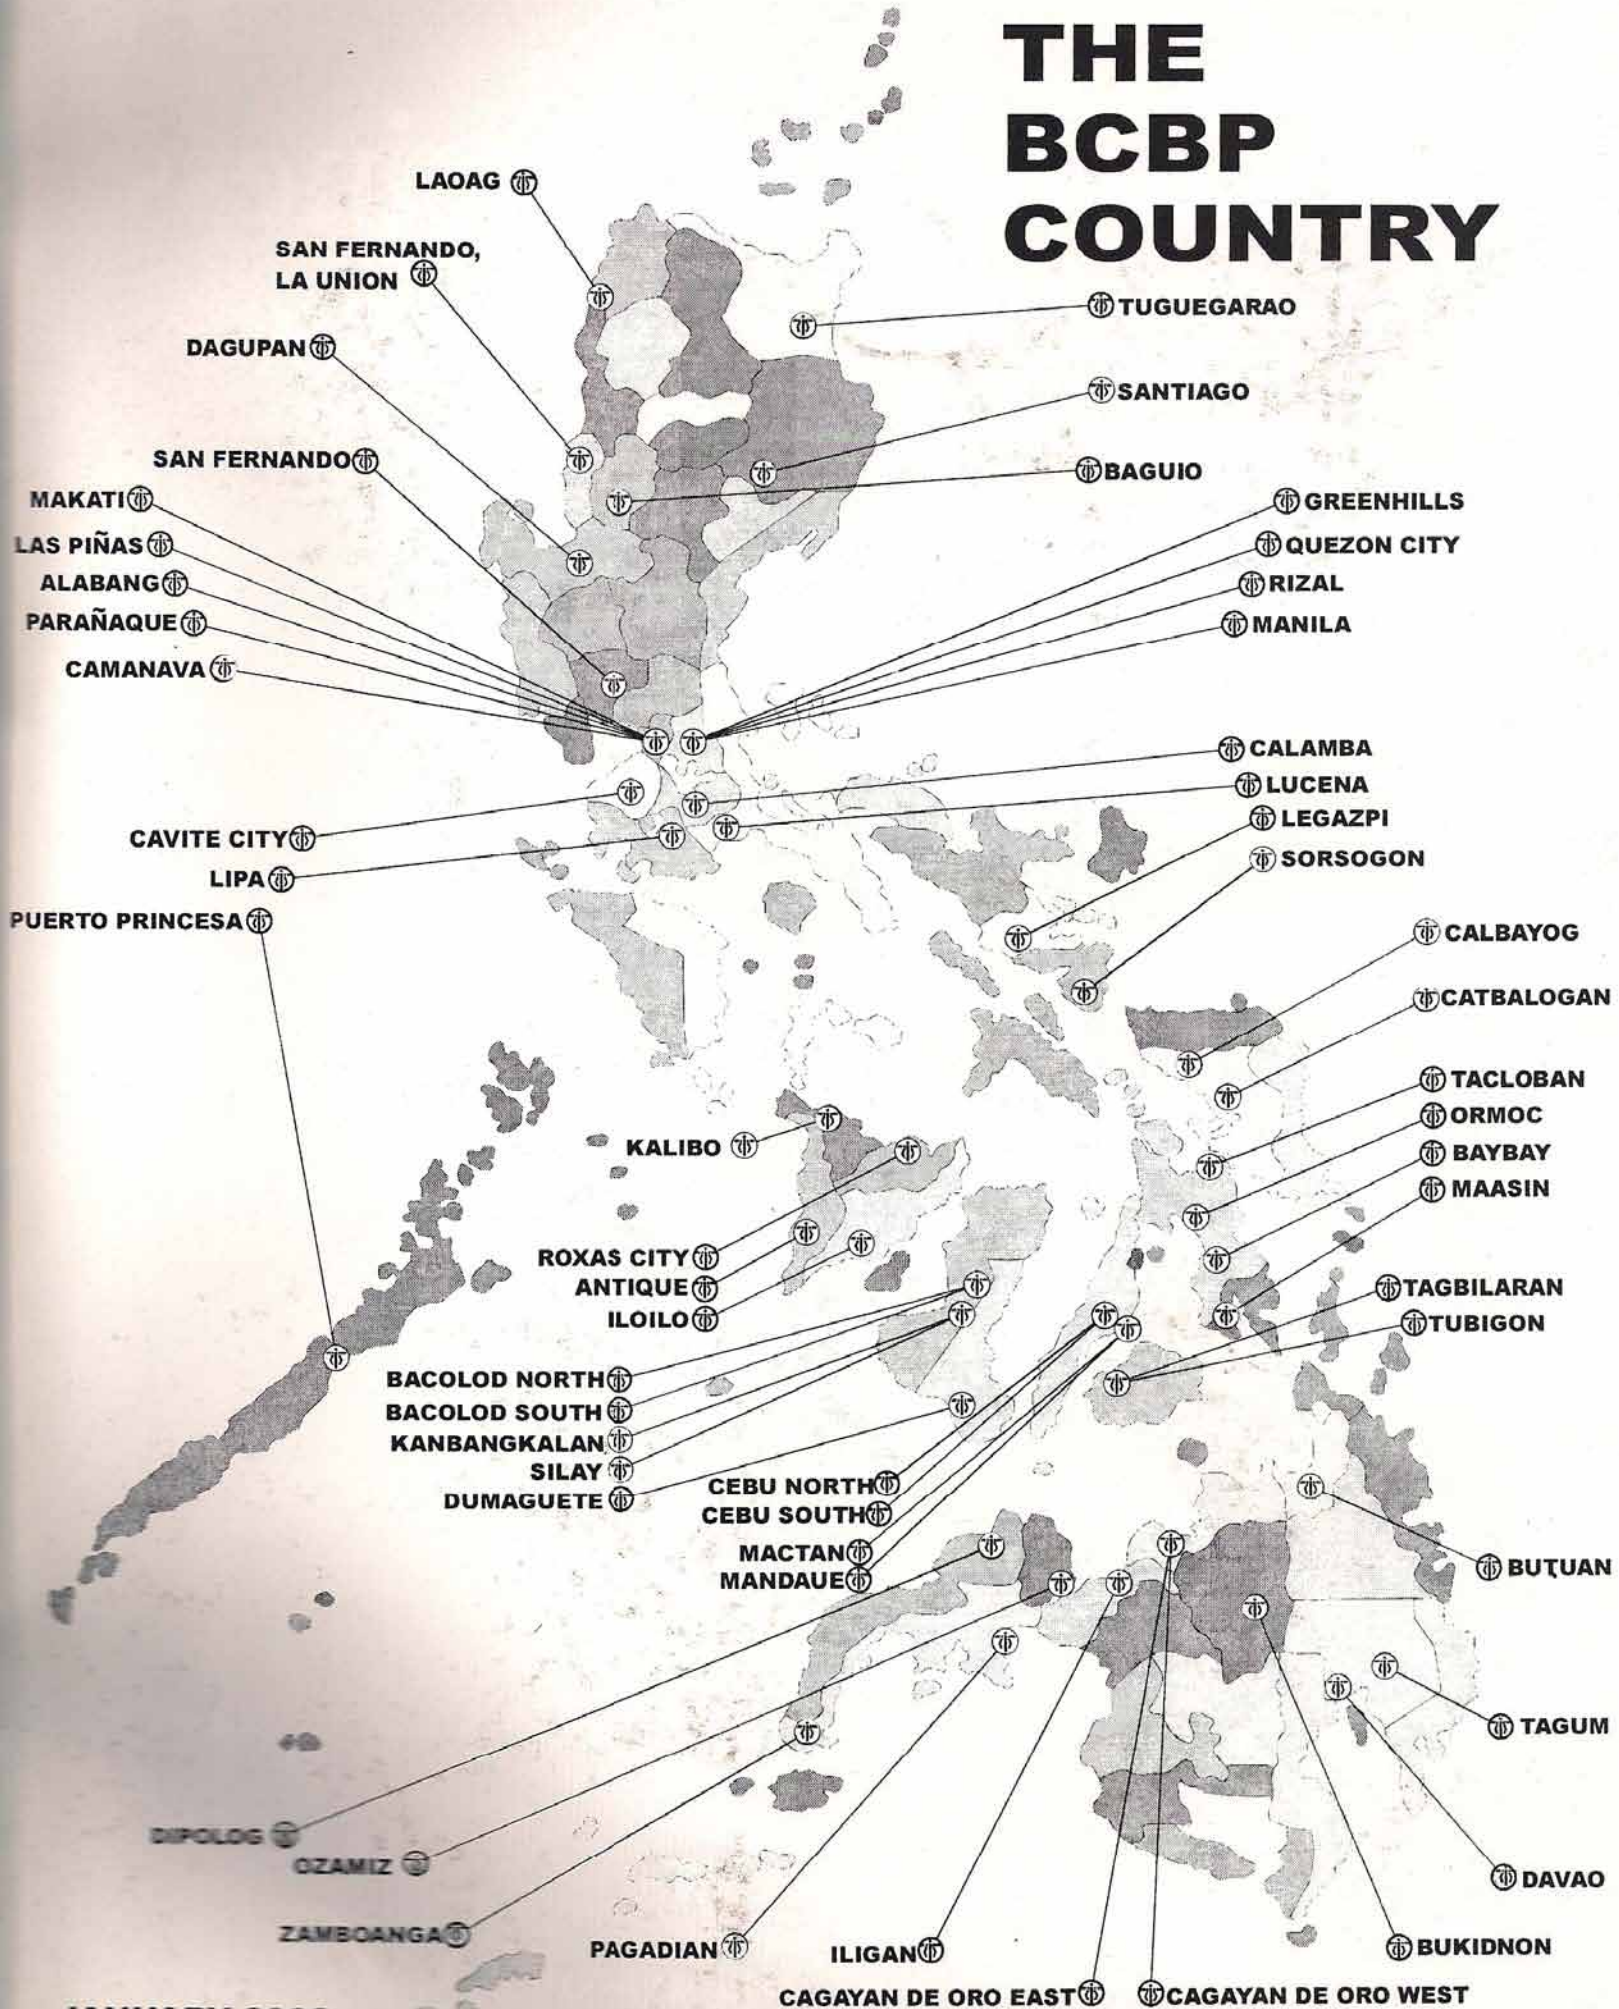 THE
BCBP
COUNTRY
LAOAG
SAN FERNANDO,
LA UNION
TUGUEGARAO
DAGUPAN
SANTIAGO
SAN FERNANDO
BAGUIO
MAKATI
GREENHILLS
LAS PIÑAS
QUEZON CITY
ALABANG
RIZAL
PARAÑAQUE
MANILA
CAMANAVA
CALAMBA
LUCENA
LEGAZPI
CAVITE CITY
SORSOGON
LIPA
PUERTO PRINCESA
CALBAYOG
CATBALOGAN
TACLOBAN
ORMOC
KALIBO
BAYBAY
MAASIN
ROXAS CITY
ANTIQUE
TAGBILARAN
ILOILO
TUBIGON
BACOLOD NORTH
BACOLOD SOUTH
KANBANGKALAN
SILAY
DUMAGUETE
CEBU NORTH
CEBU SOUTH
MACTAN
MANDAUE
BUTUAN
TAGUM
DIPOLOG
OZAMIZ
DAVAO
ZAMBOANGA
PAGADIAN
ILIGAN
BUKIDNON
CAGAYAN DE ORO EAST
CAGAYAN DE ORO WEST